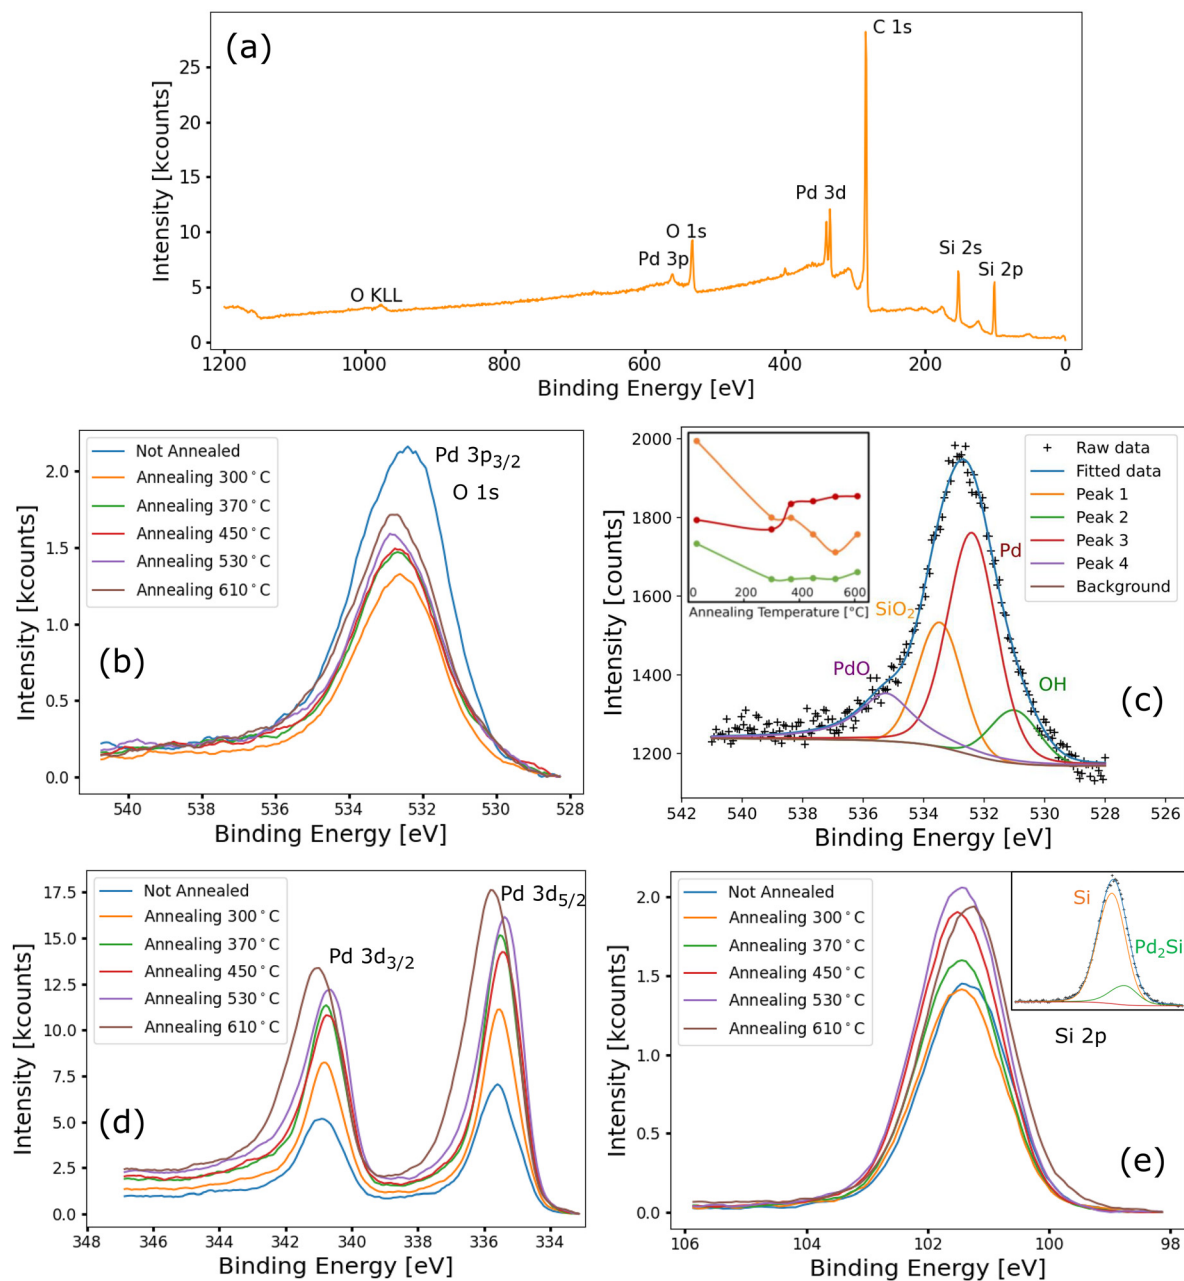 (a)
C 1s
Pd 3d
O 1s
Pd 3p
Si 2s
Si 2p
O KLL
25
20
15
10
5
0
Intensity [kcounts]
1200 1000 800 600 400 200 0
Binding Energy [eV]
Not Annealed
Annealing 300°C
Annealing 370°C
Annealing 450°C
Annealing 530°C
Annealing 610°C
Pd 3p3/2
O 1s
(b)
2.0
1.5
1.0
0.5
0.0
Intensity [kcounts]
540 538 536 534 532 530 528
Binding Energy [eV]
0 200 400 600
Annealing Temperature [°C]
Raw data
Fitted data
Peak 1
Peak 2
Peak 3
Peak 4
Background
Pd
SiO2
PdO
OH
(c)
2000
1800
1600
1400
1200
Intensity [counts]
542 540 538 536 534 532 530 528 526
Binding Energy [eV]
Not Annealed
Annealing 300°C
Annealing 370°C
Annealing 450°C
Annealing 530°C
Annealing 610°C
Pd 3d5/2
Pd 3d3/2
(d)
17.5
15.0
12.5
10.0
7.5
5.0
2.5
0.0
Intensity [kcounts]
348 346 344 342 340 338 336 334
Binding Energy [eV]
Not Annealed
Annealing 300°C
Annealing 370°C
Annealing 450°C
Annealing 530°C
Annealing 610°C
Si
Pd2Si
Si 2p
(e)
2.0
1.5
1.0
0.5
0.0
Intensity [kcounts]
106 104 102 100 98
Binding Energy [eV]